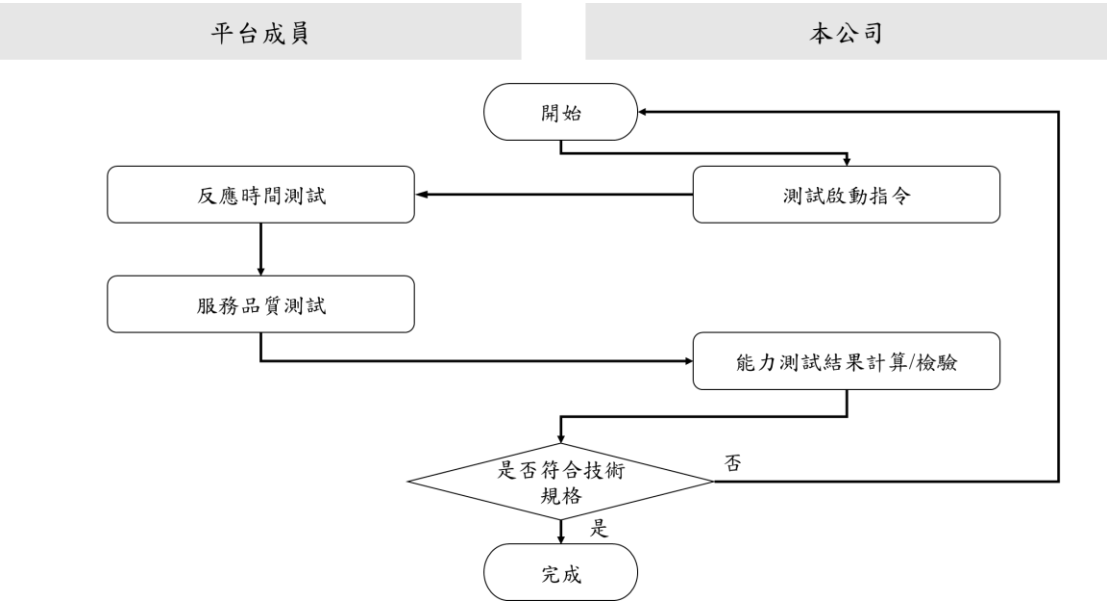 平台成員
本公司
開始
測試啟動指令
反應時間測試
服務品質測試
能力測試結果計算/檢驗
是否符合技術
規格
否
是
完成